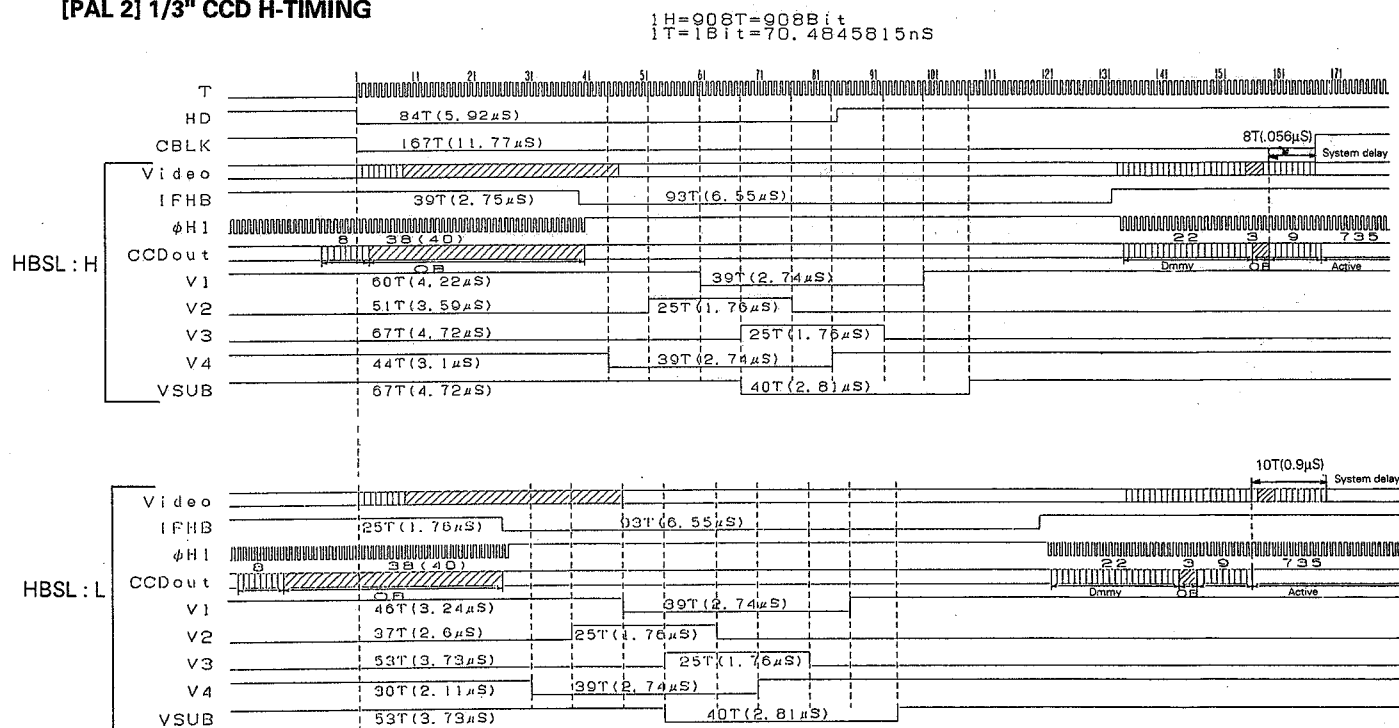 [PAL 2] 1/3" CCD H-TIMING
1H=908T=908Bit
1T=1Bit=70.4845815nS
1 11 21 31 41 51 61 71 81 91 101 111 121 131 141 151 161 171
T
HD 84T(5.92µS)
CBLK 167T(11.77µS) 8T(.056µS) System delay
HBSL : H
Video
IFHB 39T(2.75µS) 93T(6.55µS)
φH1
8 38(40) 22 3 9 735
CCDout
OB Dmmy OB Active
V1 60T(4.22µS) 39T(2.74µS)
V2 51T(3.59µS) 25T(1.76µS)
V3 67T(4.72µS) 25T(1.76µS)
V4 44T(3.1µS) 39T(2.74µS)
VSUB 67T(4.72µS) 40T(2.81µS)
10T(0.9µS) System delay
HBSL : L
Video
IFHB 25T(1.76µS) 93T(6.55µS)
φH1
8 38(40) 22 3 9 735
CCDout
OB Dmmy OB Active
V1 46T(3.24µS) 39T(2.74µS)
V2 37T(2.6µS) 25T(1.76µS)
V3 53T(3.73µS) 25T(1.76µS)
V4 30T(2.11µS) 39T(2.74µS)
VSUB 53T(3.73µS) 40T(2.81µS)